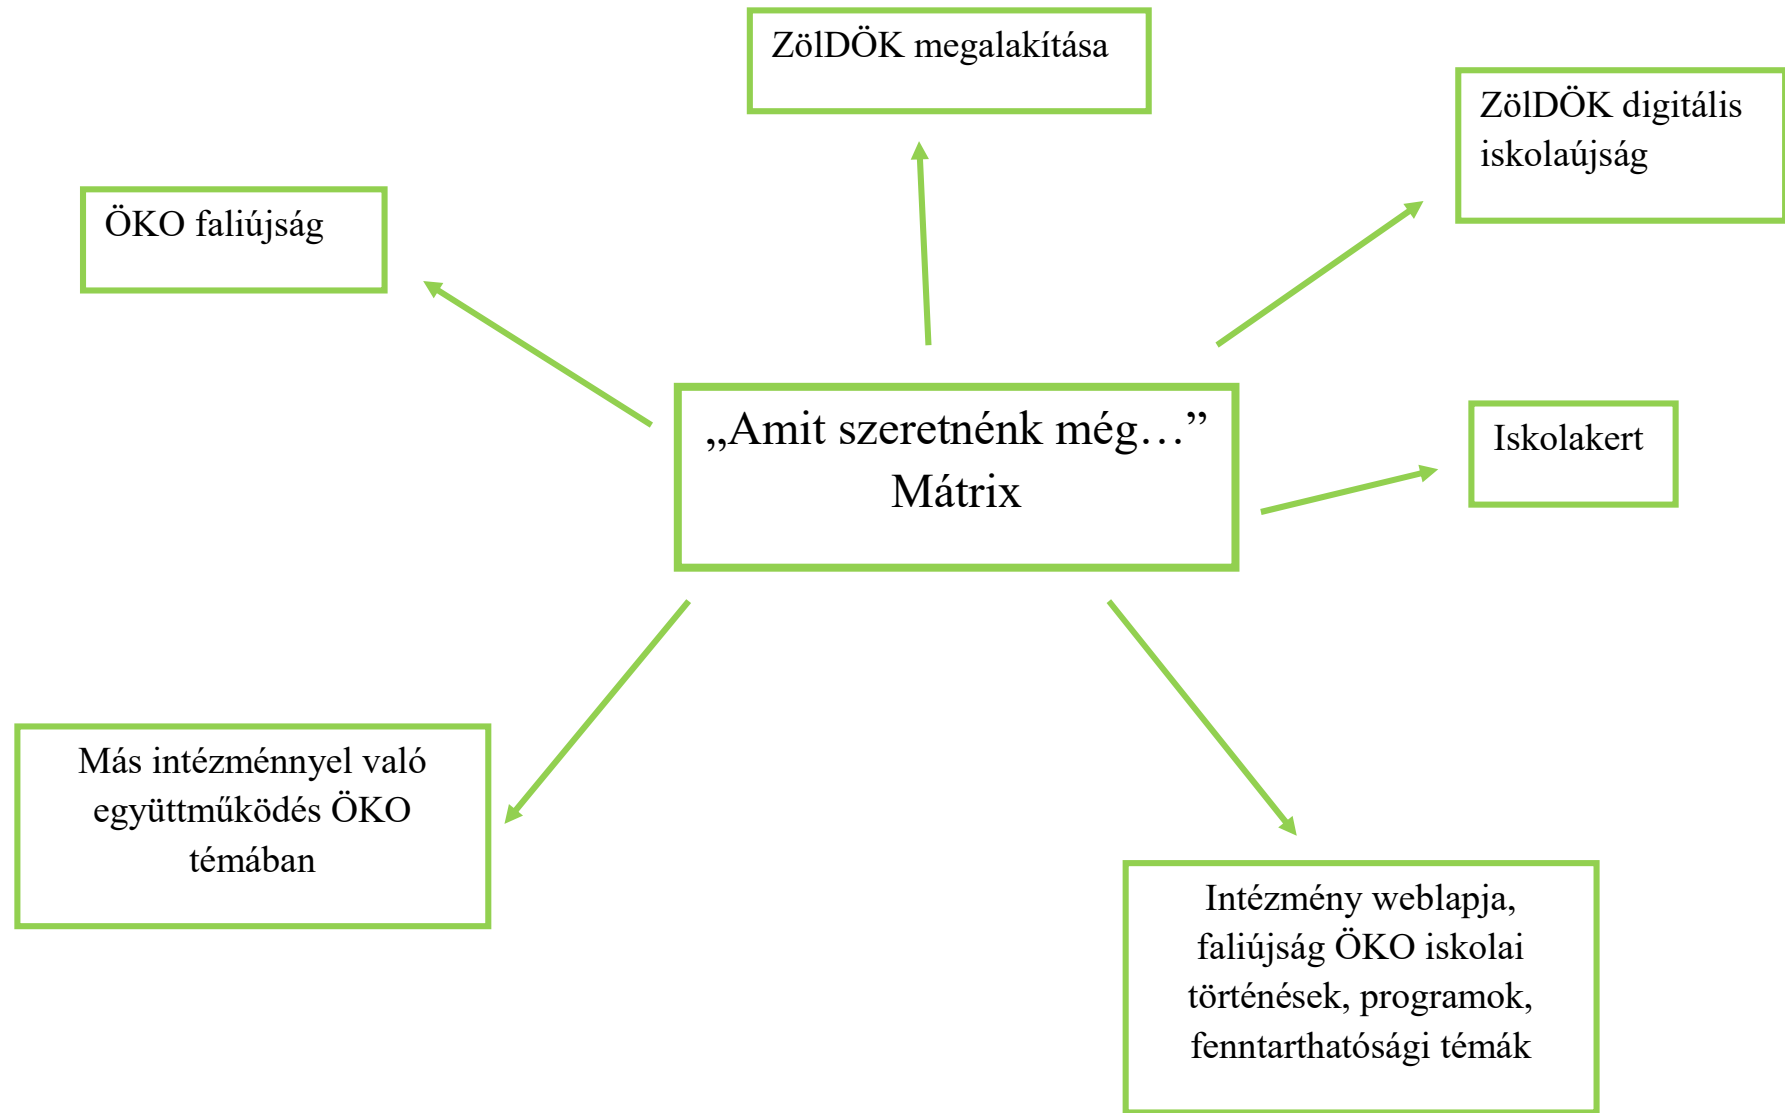 ZölDÖK megalakítása
ZölDÖK digitális
iskolaújság
ÖKO faliújság
„Amit szeretnénk még…”
Mátrix
Iskolakert
Más intézménnyel való
együttműködés ÖKO
témában
Intézmény weblapja,
faliújság ÖKO iskolai
történések, programok,
fenntarthatósági témák